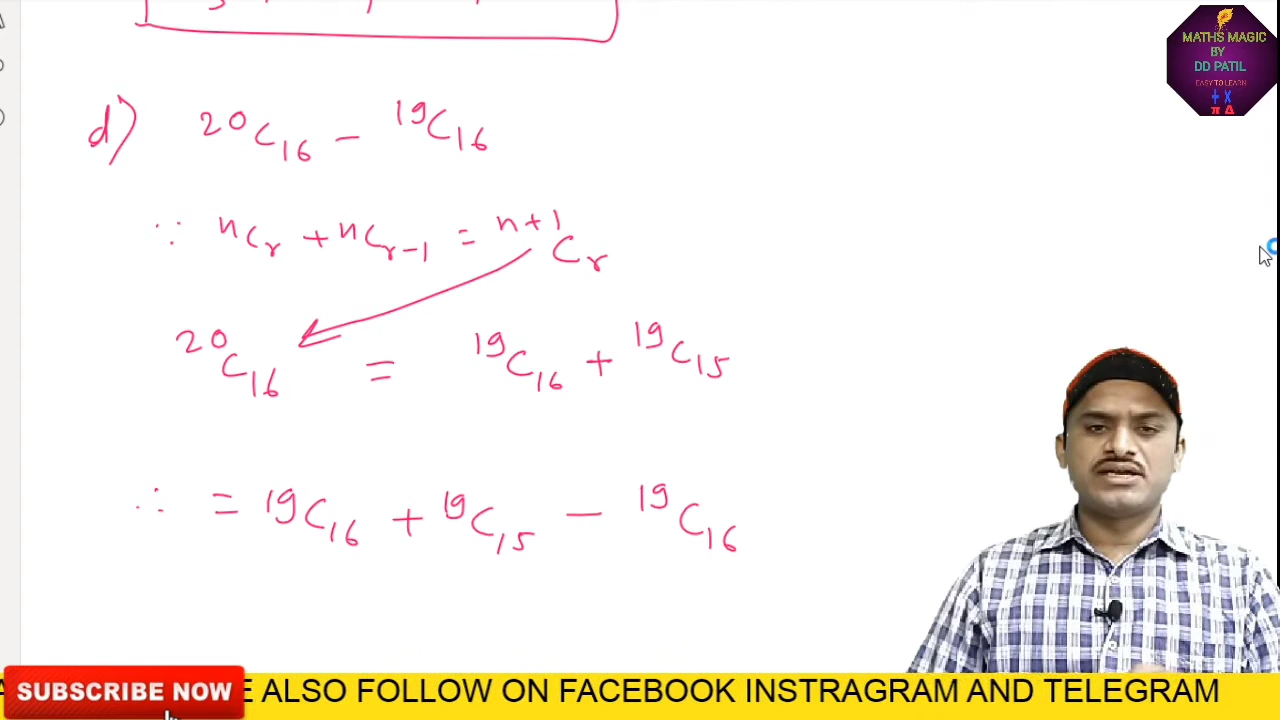 MATHS MAGIC
BY
DD PATIL
EASY TO LEARN
+ X
π Δ
d) ²⁰C₁₆ − ¹⁹C₁₆
∵ ⁿCᵣ + ⁿCᵣ₋₁ = ⁿ⁺¹Cᵣ
²⁰C₁₆ = ¹⁹C₁₆ + ¹⁹C₁₅
∴ = ¹⁹C₁₆ + ¹⁹C₁₅ − ¹⁹C₁₆
SUBSCRIBE NOW
E ALSO FOLLOW ON FACEBOOK INSTRAGRAM AND TELEGRAM